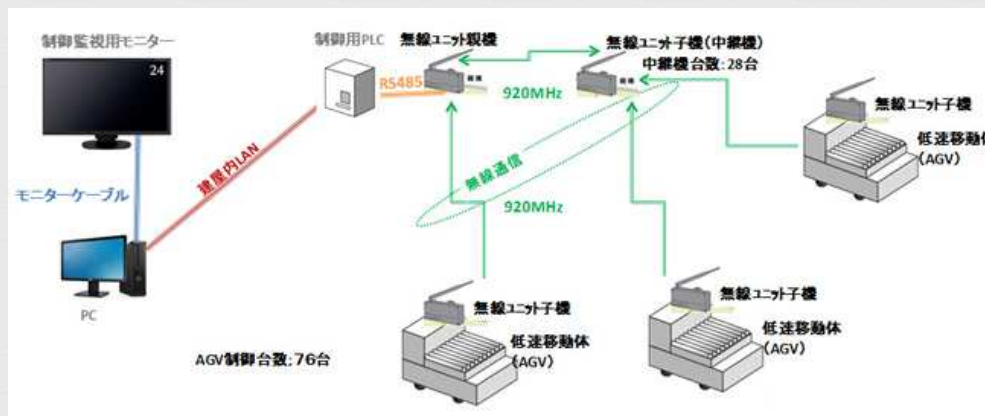 制御監視用モニター
24
制御用PLC
無線ユニット親機
無線ユニット子機(中継機)
中継機台数:28台
RS485
920MHz
無線ユニット子機
低速移動体
(AGV)
建屋内LAN
無線通信
モニターケーブル
920MHz
PC
無線ユニット子機
低速移動体
(AGV)
無線ユニット子機
低速移動体
(AGV)
AGV制御台数;76台